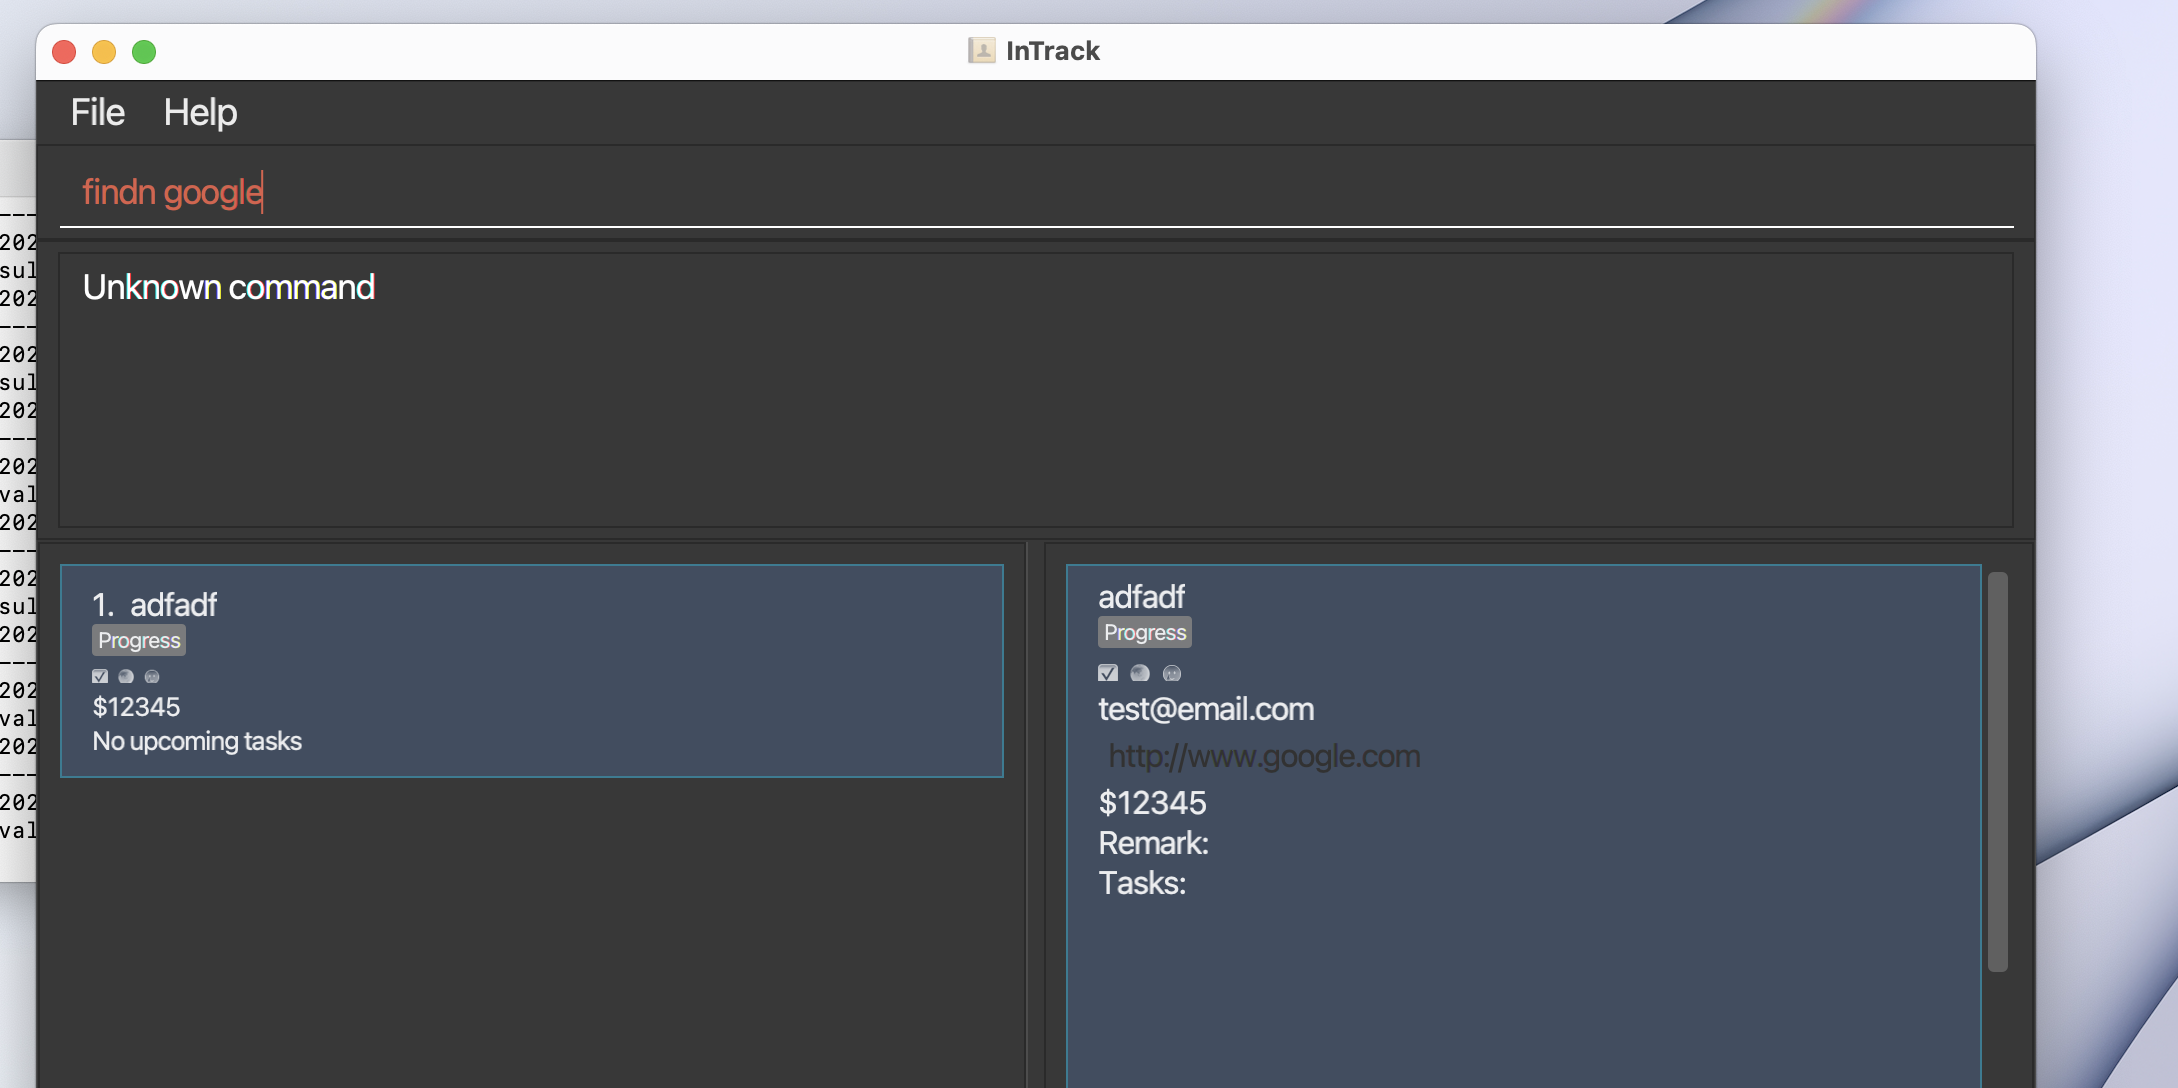 InTrack
File Help
findn google
Unknown command
1. adfadf
Progress
$12345
No upcoming tasks
adfadf
Progress
test@email.com
http://www.google.com
$12345
Remark:
Tasks:
---
202
sul
202
---
202
sul
202
---
202
val
202
---
202
sul
202
---
202
val
202
---
202
val